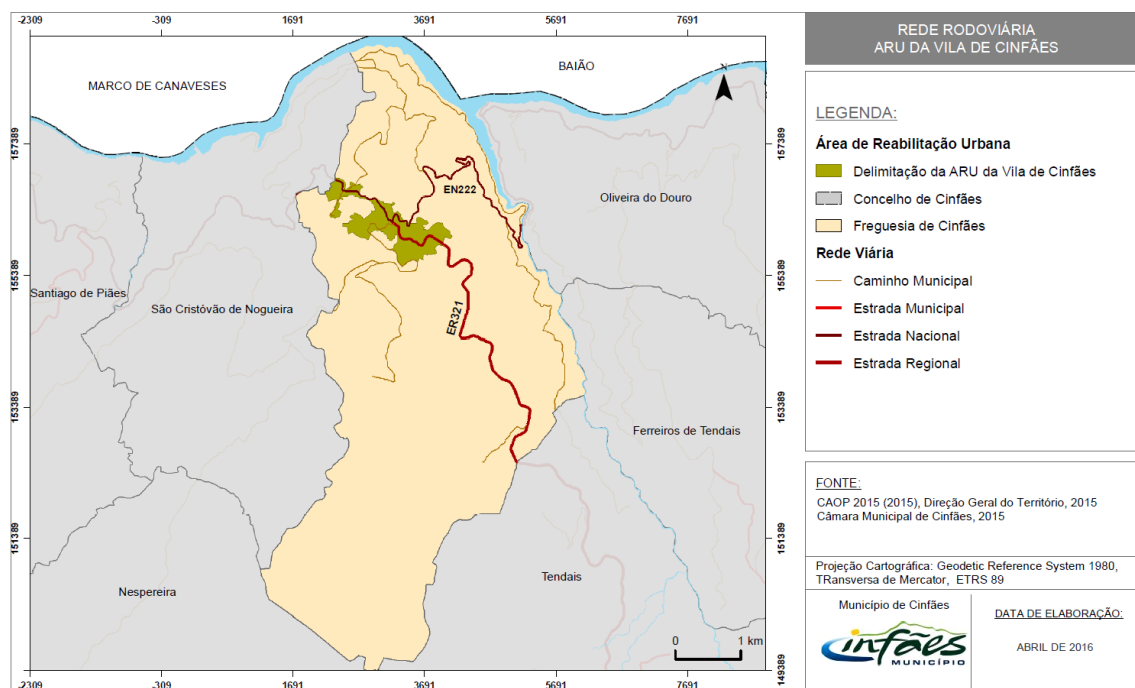 -2309
-309
1691
3691
5691
7691
BAIÃO
MARCO DE CANAVESES
N
157389
157389
EN222
Oliveira do Douro
155389
155389
Santiago de Piães
São Cristóvão de Nogueira
ER321
153389
153389
Ferreiros de Tendais
151389
151389
Nespereira
Tendais
0 1 km
149389
-2309
-309
1691
3691
5691
7691
REDE RODOVIÁRIA
ARU DA VILA DE CINFÃES
LEGENDA:
Área de Reabilitação Urbana
Delimitação da ARU da Vila de Cinfães
Concelho de Cinfães
Freguesia de Cinfães
Rede Viária
Caminho Municipal
Estrada Municipal
Estrada Nacional
Estrada Regional
FONTE:
CAOP 2015 (2015), Direção Geral do Território, 2015
Câmara Municipal de Cinfães, 2015
Projeção Cartográfica: Geodetic Reference System 1980,
TRansversa de Mercator, ETRS 89
Município de Cinfães
Cinfães
MUNICÍPIO
DATA DE ELABORAÇÃO:
ABRIL DE 2016